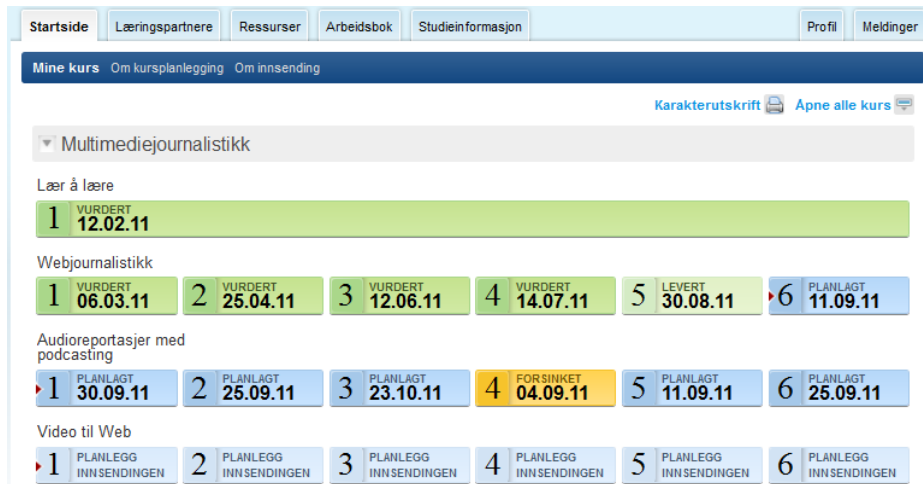 Startside Læringspartnere Ressurser Arbeidsbok Studieinformasjon Profil Meldinger
Mine kurs Om kursplanlegging Om innsending
Karakterutskrift Åpne alle kurs
Multimediejournalistikk
Lær å lære
1 VURDERT
12.02.11
Webjournalistikk
1 VURDERT 2 VURDERT 3 VURDERT 4 VURDERT 5 LEVERT 6 PLANLAGT
06.03.11 25.04.11 12.06.11 14.07.11 30.08.11 11.09.11
Audioreportasjer med
podcasting
1 PLANLAGT 2 PLANLAGT 3 PLANLAGT 4 FORSINKET 5 PLANLAGT 6 PLANLAGT
30.09.11 25.09.11 23.10.11 04.09.11 11.09.11 25.09.11
Video til Web
1 PLANLEGG 2 PLANLEGG 3 PLANLEGG 4 PLANLEGG 5 PLANLEGG 6 PLANLEGG
INNSENDINGEN INNSENDINGEN INNSENDINGEN INNSENDINGEN INNSENDINGEN INNSENDINGEN